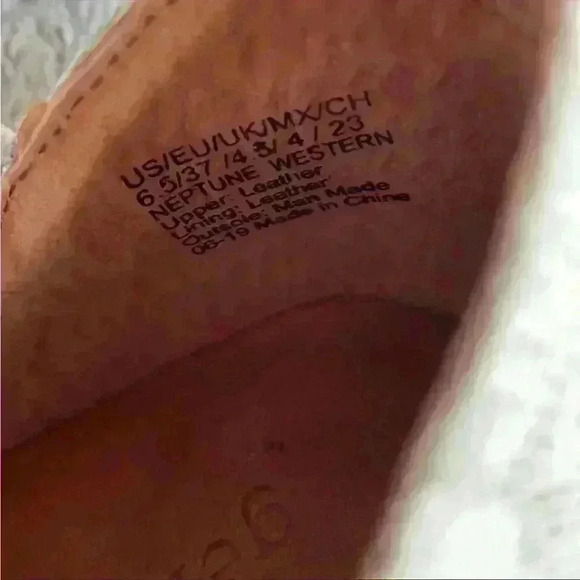 US/EU/UK/MX/CH
6.5/37 /4.5/ 4 / 23
NEPTUNE WESTERN
Upper: Leather
Lining: Leather
Outsole: Man Made
06-19 Made in China